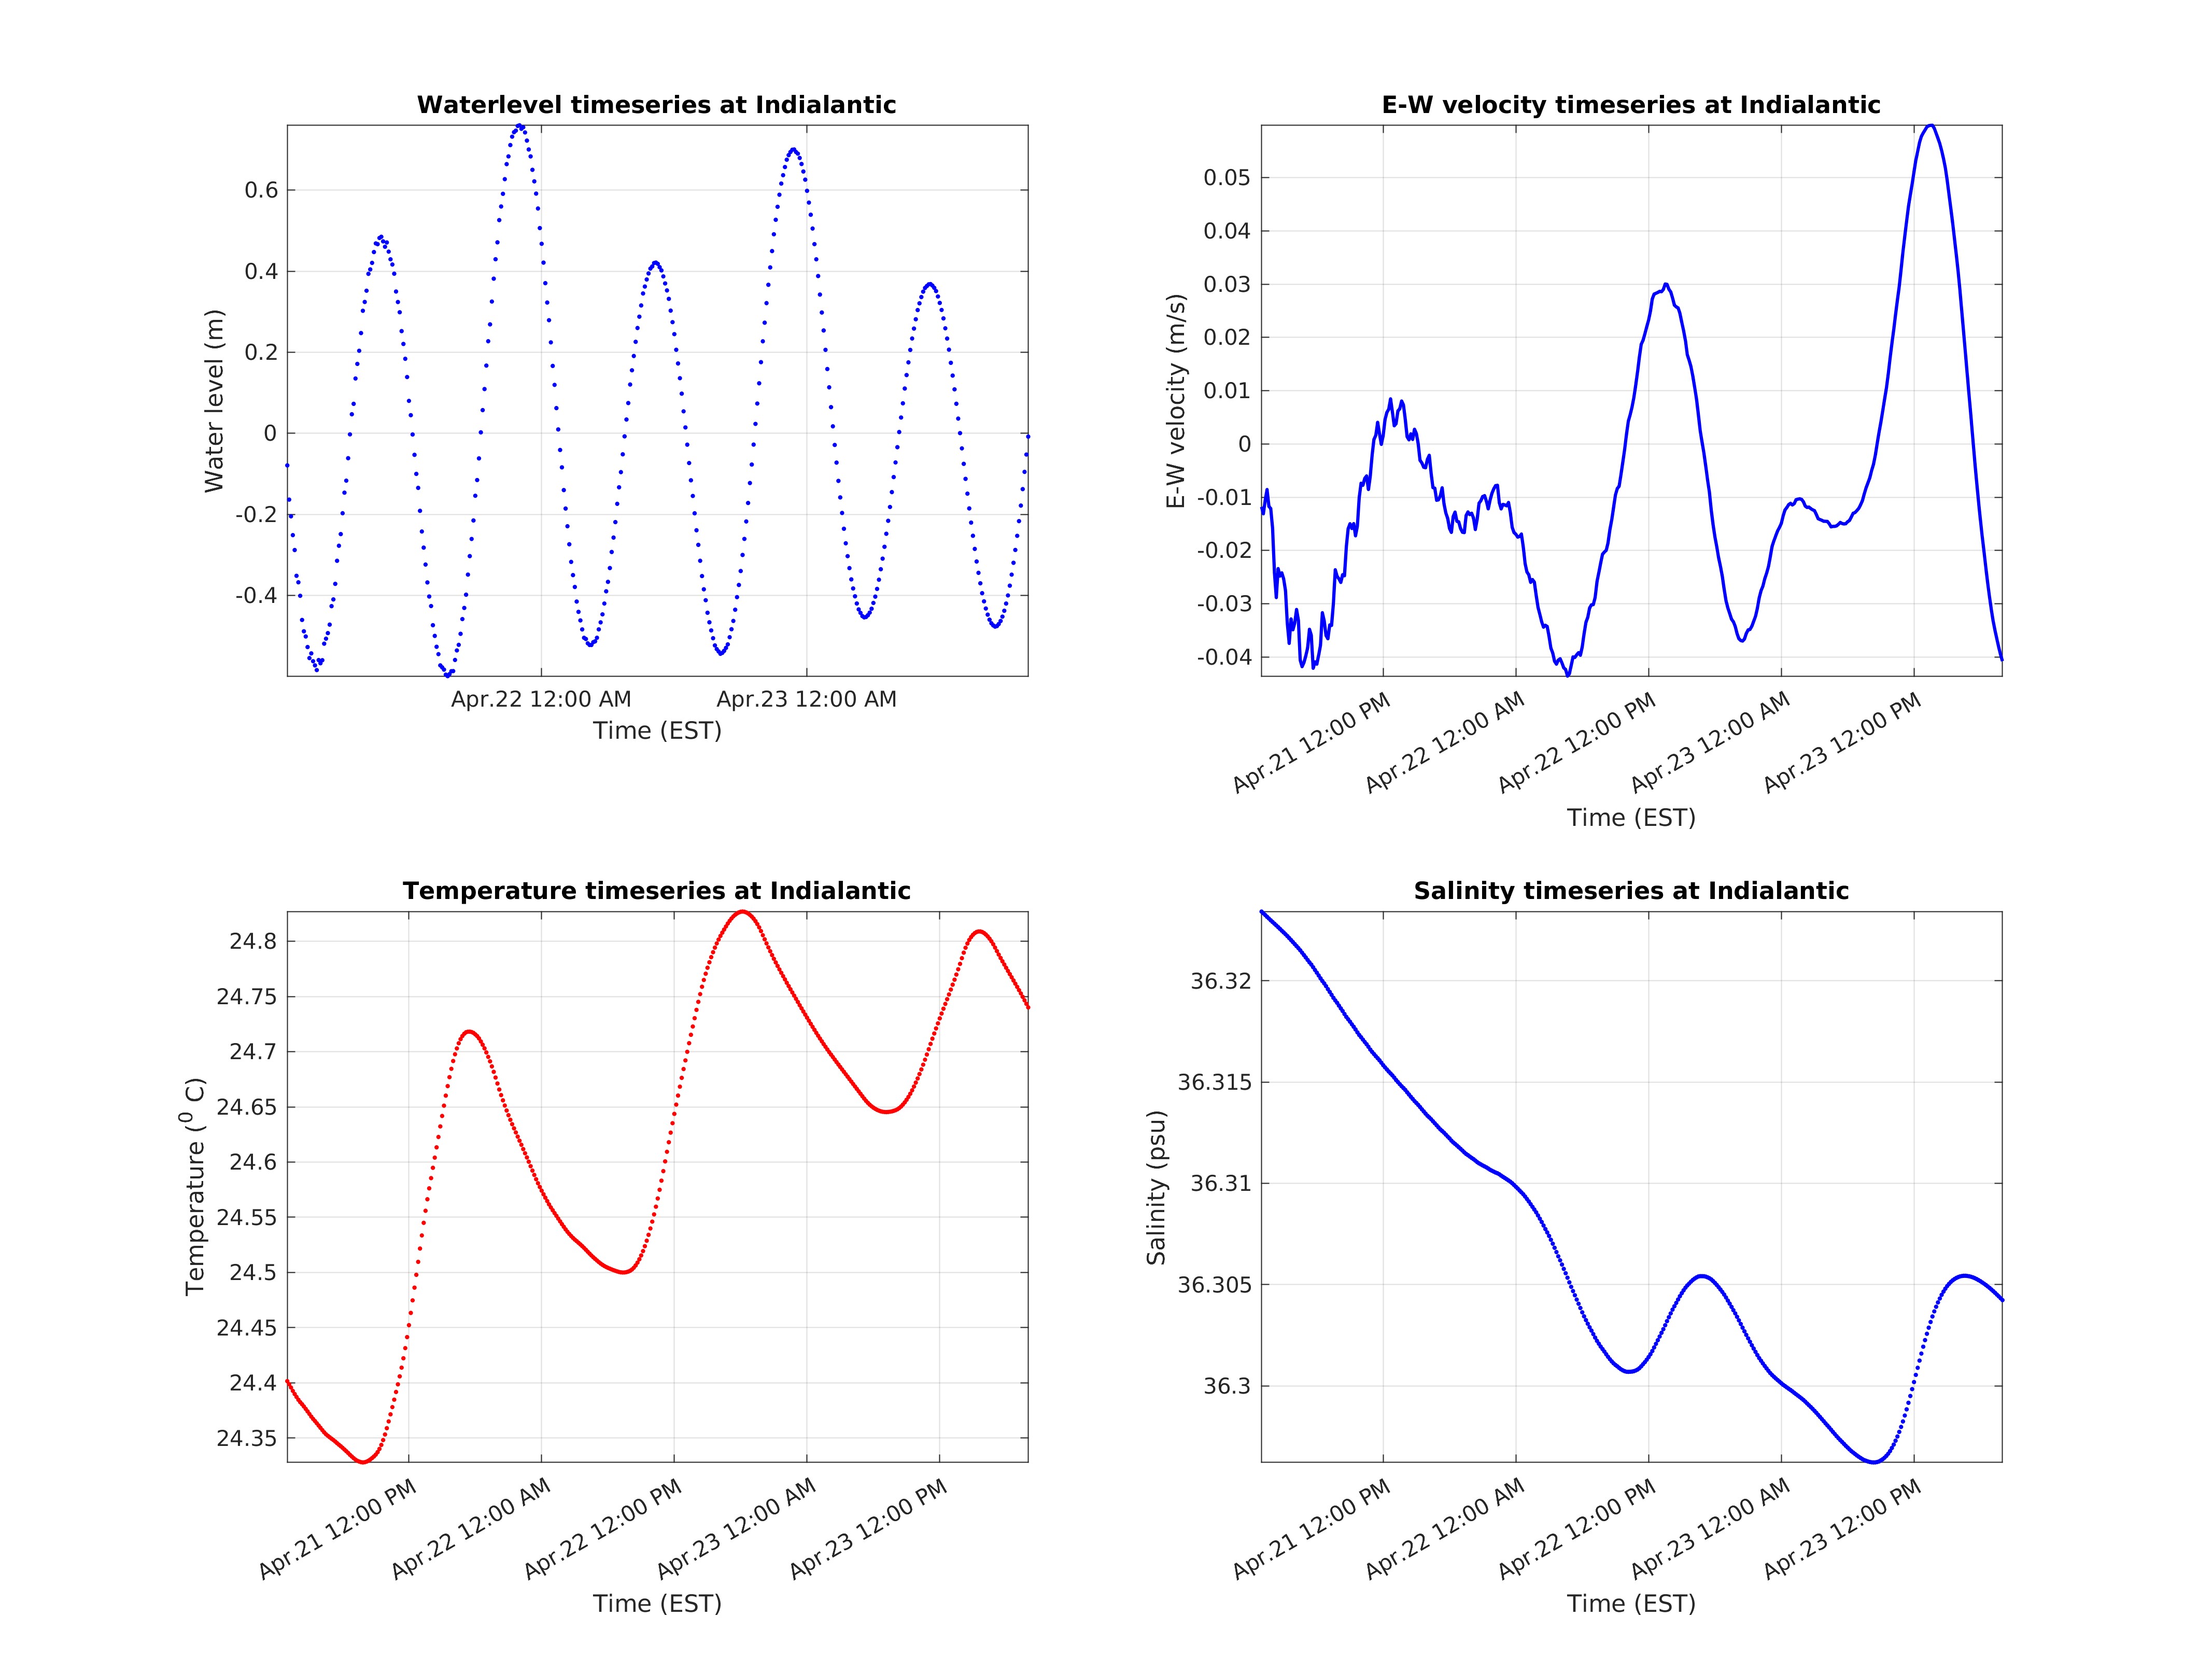 Waterlevel timeseries at Indialantic
0.6
0.4
0.2
0
-0.2
-0.4
Water level (m)
Apr.22 12:00 AM
Apr.23 12:00 AM
Time (EST)
E-W velocity timeseries at Indialantic
0.05
0.04
0.03
0.02
0.01
0
-0.01
-0.02
-0.03
-0.04
E-W velocity (m/s)
Apr.21 12:00 PM
Apr.22 12:00 AM
Apr.22 12:00 PM
Apr.23 12:00 AM
Apr.23 12:00 PM
Time (EST)
Temperature timeseries at Indialantic
24.8
24.75
24.7
24.65
24.6
24.55
24.5
24.45
24.4
24.35
Temperature (⁰ C)
Apr.21 12:00 PM
Apr.22 12:00 AM
Apr.22 12:00 PM
Apr.23 12:00 AM
Apr.23 12:00 PM
Time (EST)
Salinity timeseries at Indialantic
36.32
36.315
36.31
36.305
36.3
Salinity (psu)
Apr.21 12:00 PM
Apr.22 12:00 AM
Apr.22 12:00 PM
Apr.23 12:00 AM
Apr.23 12:00 PM
Time (EST)